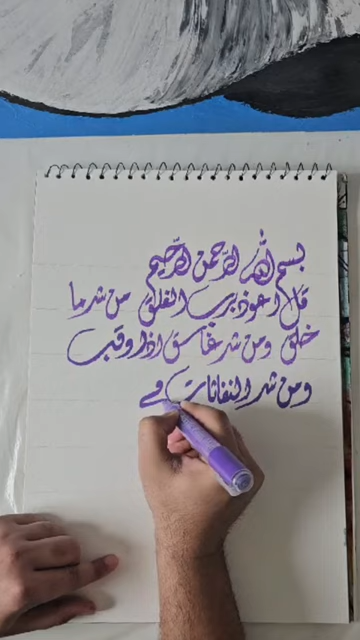 بسم الله الرحمن الرحيم
قل اعوذ برب الفلق من شر ما
خلق ومن شر غاسق اذا وقب
ومن شر النفاثات في